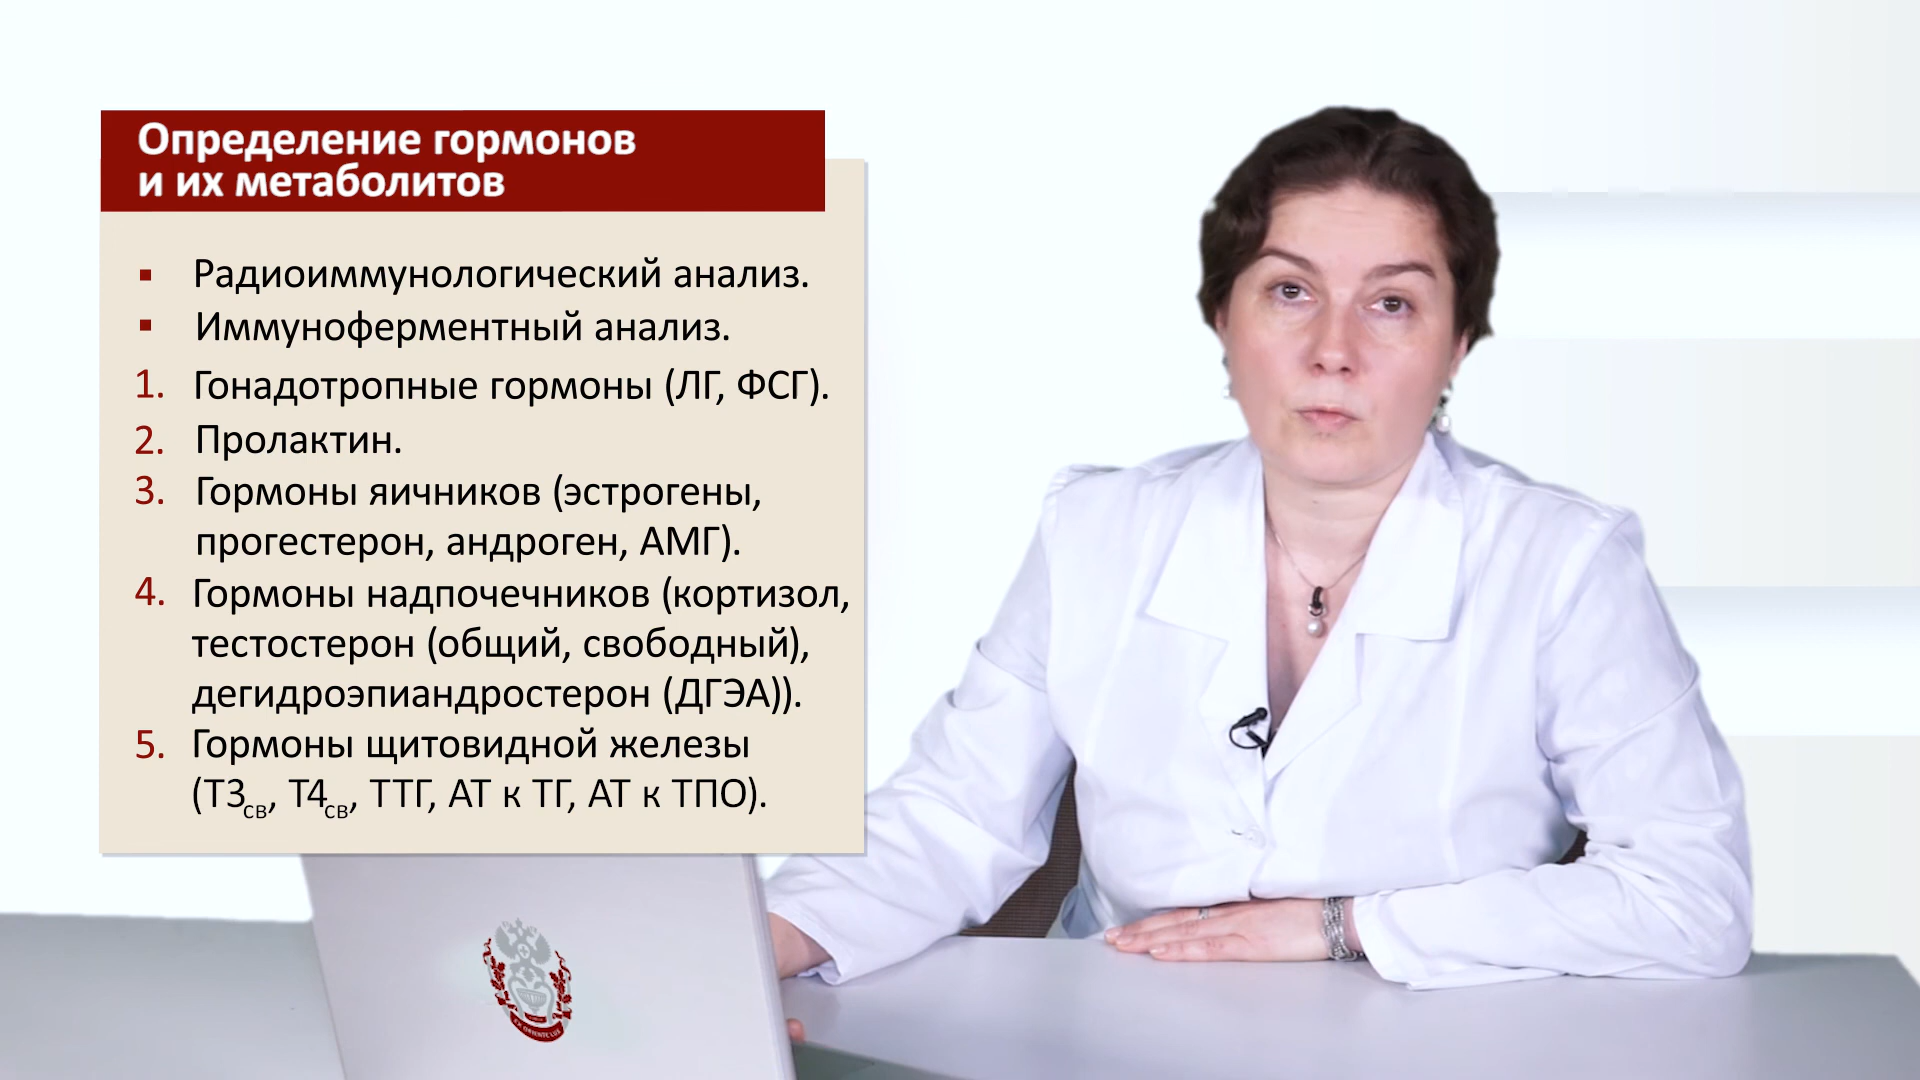 Определение гормонов
и их метаболитов
▪ Радиоиммунологический анализ.
▪ Иммуноферментный анализ.
1. Гонадотропные гормоны (ЛГ, ФСГ).
2. Пролактин.
3. Гормоны яичников (эстрогены,
прогестерон, андроген, АМГ).
4. Гормоны надпочечников (кортизол,
тестостерон (общий, свободный),
дегидроэпиандростерон (ДГЭА)).
5. Гормоны щитовидной железы
(Т3св, Т4св, ТТГ, АТ к ТГ, АТ к ТПО).